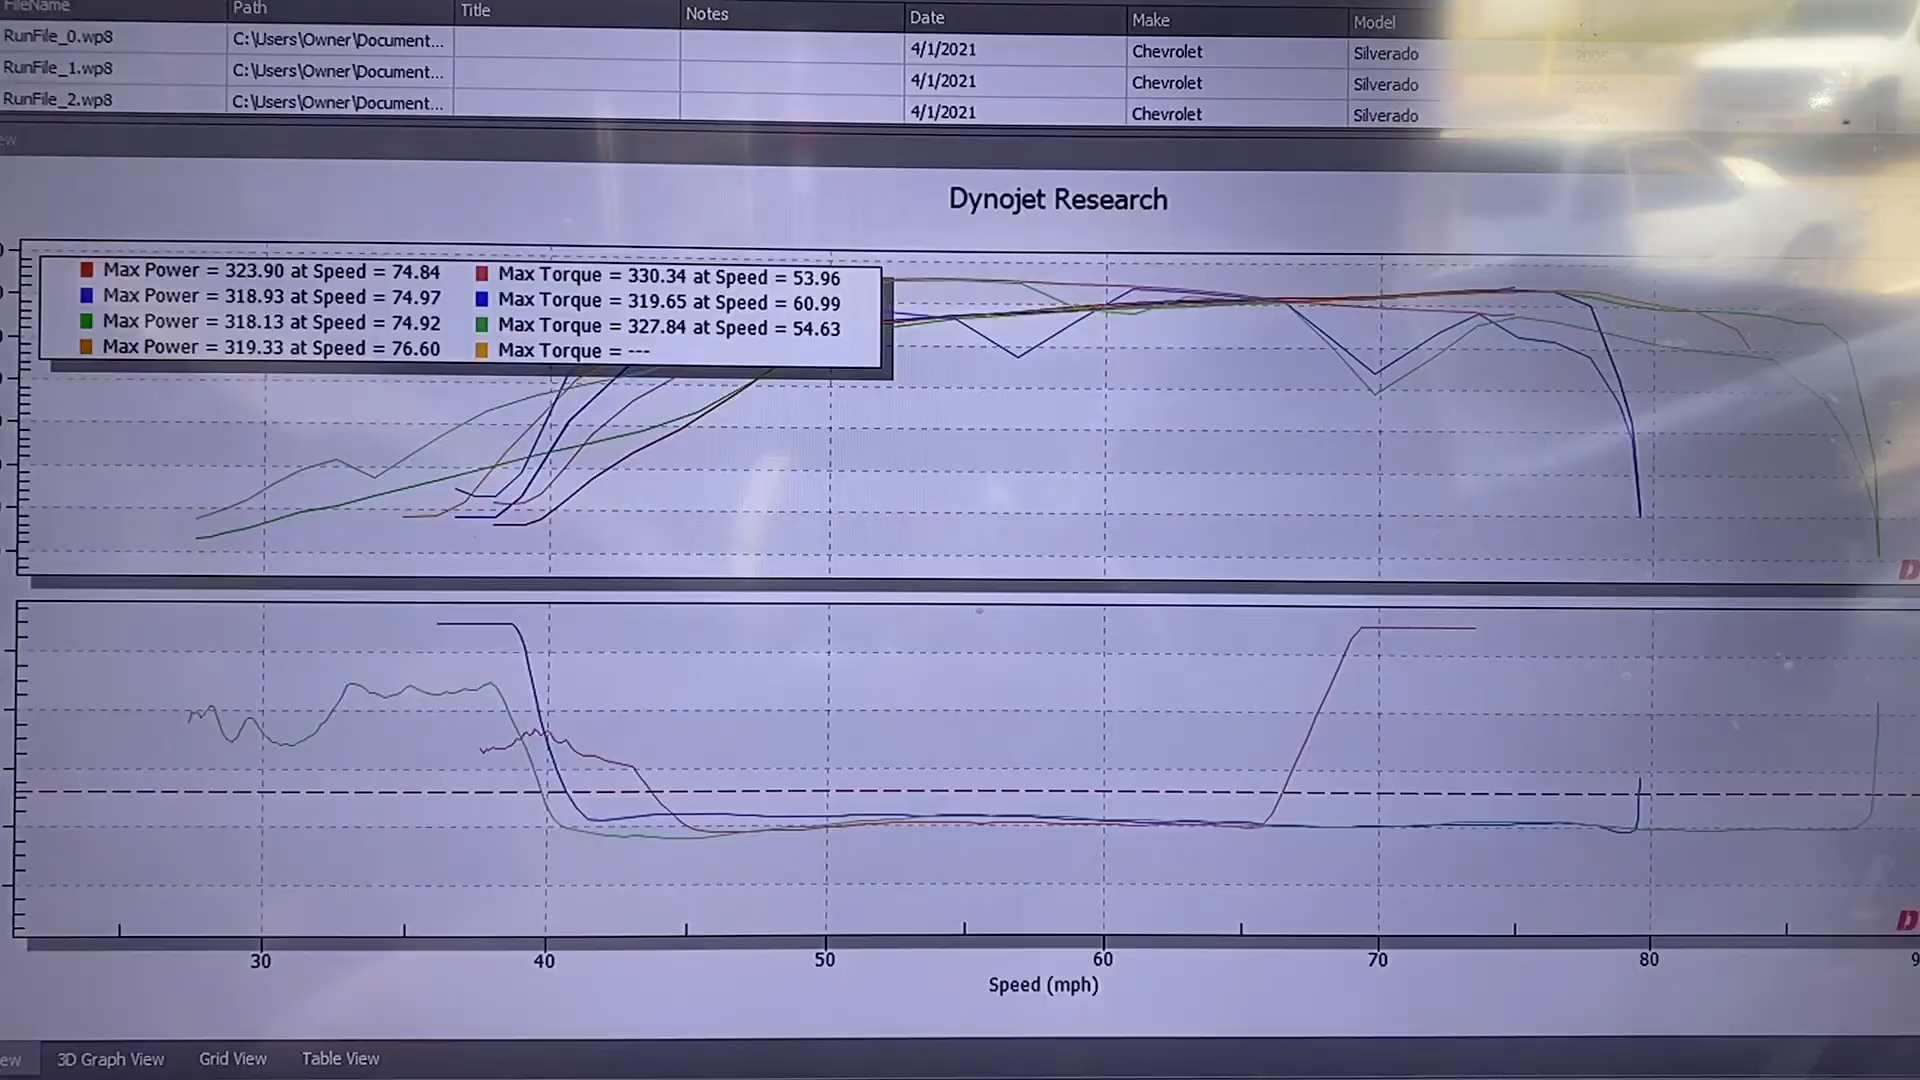 FileName Path Title Notes Date Make Model
RunFile_0.wp8 C:\Users\Owner\Document... 4/1/2021 Chevrolet Silverado 2006
RunFile_1.wp8 C:\Users\Owner\Document... 4/1/2021 Chevrolet Silverado 2006
RunFile_2.wp8 C:\Users\Owner\Document... 4/1/2021 Chevrolet Silverado
Dynojet Research
Max Power = 323.90 at Speed = 74.84 Max Torque = 330.34 at Speed = 53.96
Max Power = 318.93 at Speed = 74.97 Max Torque = 319.65 at Speed = 60.99
Max Power = 318.13 at Speed = 74.92 Max Torque = 327.84 at Speed = 54.63
Max Power = 319.33 at Speed = 76.60 Max Torque = ---
30 40 50 60 70 80
Speed (mph)
3D Graph View Grid View Table View